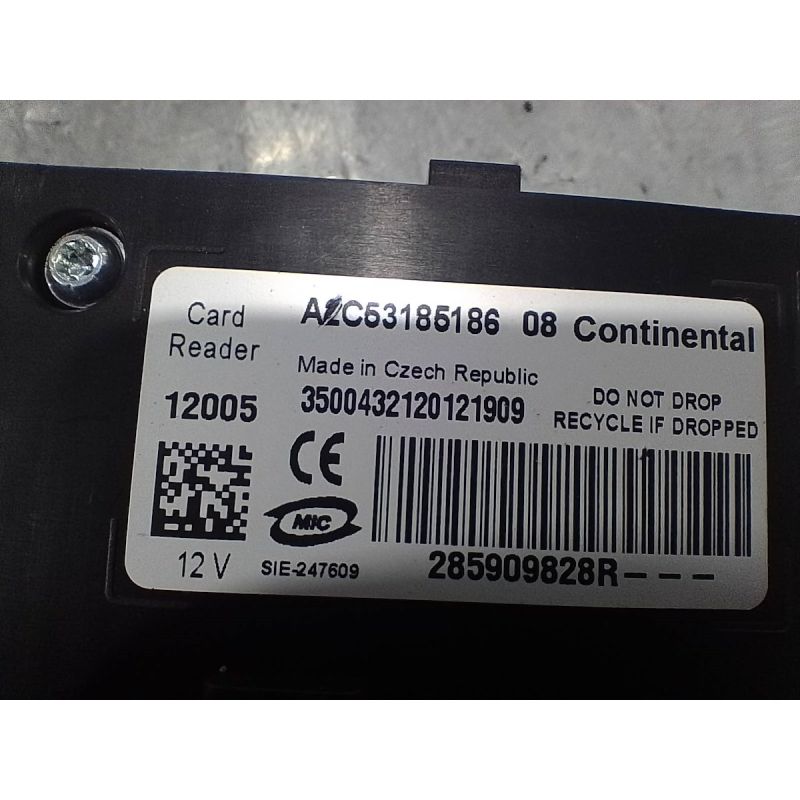 Card Reader
A2C53185186 08 Continental
Made in Czech Republic
12005
3500432120121909
DO NOT DROP
RECYCLE IF DROPPED
CE
MIC
12 V
SIE-247609
285909828R---